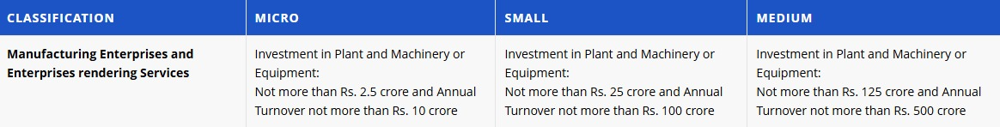 CLASSIFICATION MICRO SMALL MEDIUM
Manufacturing Enterprises and
Enterprises rendering Services
Investment in Plant and Machinery or
Equipment:
Not more than Rs. 2.5 crore and Annual
Turnover not more than Rs. 10 crore
Investment in Plant and Machinery or
Equipment:
Not more than Rs. 25 crore and Annual
Turnover not more than Rs. 100 crore
Investment in Plant and Machinery or
Equipment:
Not more than Rs. 125 crore and Annual
Turnover not more than Rs. 500 crore